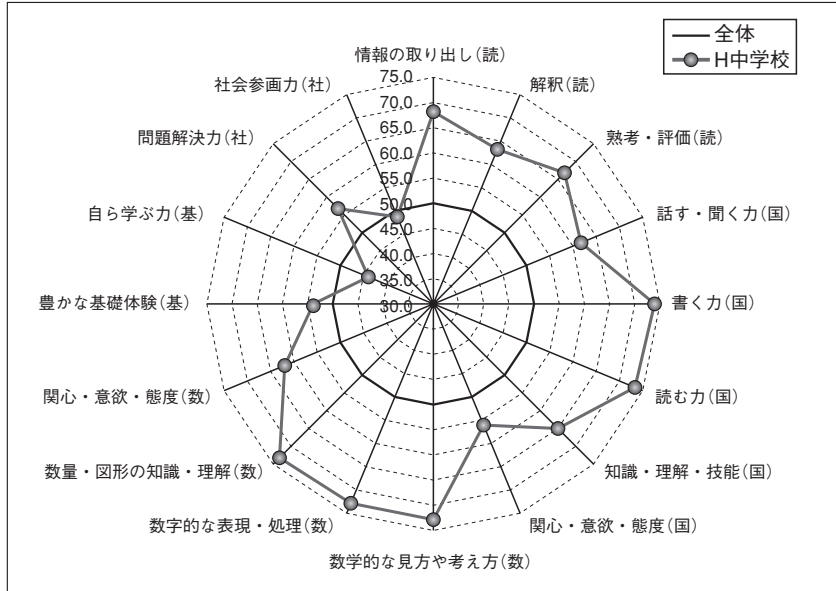 全体
H中学校
情報の取り出し(読)
解釈(読)
熟考・評価(読)
話す・聞く力(国)
書く力(国)
読む力(国)
知識・理解・技能(国)
関心・意欲・態度(国)
数学的な見方や考え方(数)
数字的な表現・処理(数)
数量・図形の知識・理解(数)
関心・意欲・態度(数)
豊かな基礎体験(基)
自ら学ぶ力(基)
問題解決力(社)
社会参画力(社)
75.0
70.0
65.0
60.0
55.0
50.0
45.0
40.0
35.0
30.0